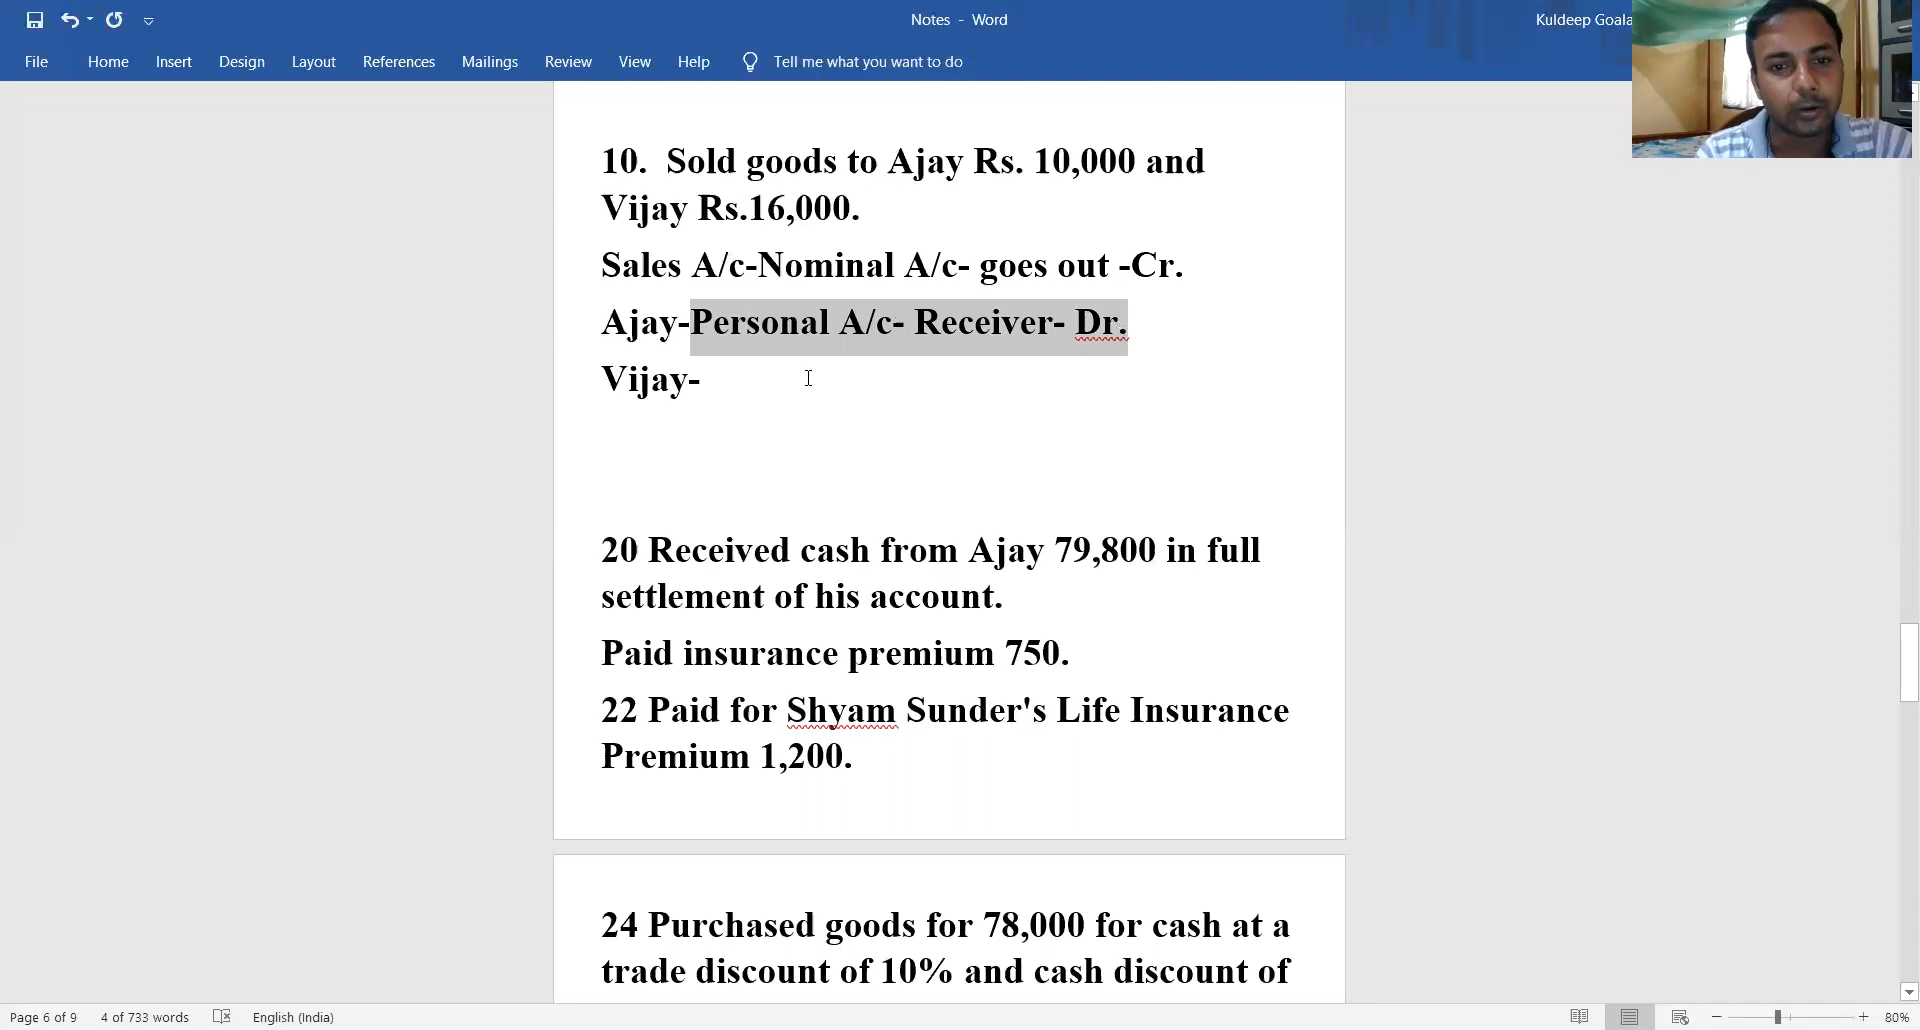 Notes - Word
Kuldeep Goala
File Home Insert Design Layout References Mailings Review View Help Tell me what you want to do
10. Sold goods to Ajay Rs. 10,000 and
Vijay Rs.16,000.
Sales A/c-Nominal A/c- goes out -Cr.
Ajay-Personal A/c- Receiver- Dr.
Vijay-
20 Received cash from Ajay 79,800 in full
settlement of his account.
Paid insurance premium 750.
22 Paid for Shyam Sunder's Life Insurance
Premium 1,200.
24 Purchased goods for 78,000 for cash at a
trade discount of 10% and cash discount of
Page 6 of 9 4 of 733 words English (India) 80%